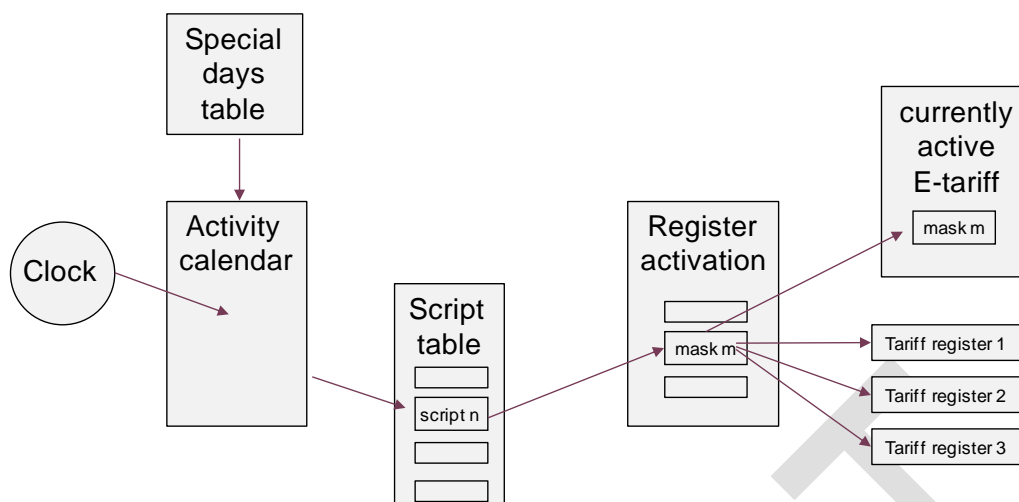 Special
days
table
currently
active
E-tariff
mask m
Activity
calendar
Register
activation
Clock
Script
table
mask m
script n
Tariff register 1
Tariff register 2
Tariff register 3